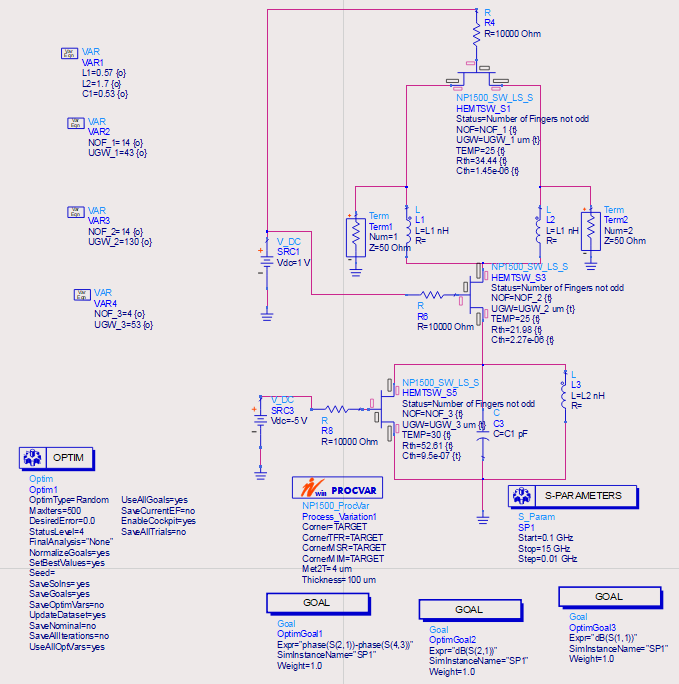 R
R4
R=10000 Ohm
Var
Eqn
VAR
VAR1
L1=0.57 {o}
L2=1.7 {o}
C1=0.53 {o}
NP1500_SW_LS_S
HEMTSW_S1
Status=Number of Fingers not odd
NOF=NOF_1 {t}
UGW=UGW_1 um {t}
TEMP=25 {t}
Rth=34.44 {t}
Cth=1.45e-06 {t}
Var
Eqn
VAR
VAR2
NOF_1=14 {o}
UGW_1=43 {o}
Var
Eqn
VAR
VAR3
NOF_2=14 {o}
UGW_2=130 {o}
Term
Term1
Num=1
Z=50 Ohm
L
L1
L=L1 nH
R=
L
L2
L=L1 nH
R=
Term
Term2
Num=2
Z=50 Ohm
V_DC
SRC1
Vdc=1 V
NP1500_SW_LS_S
HEMTSW_S3
Status=Number of Fingers not odd
NOF=NOF_2 {t}
UGW=UGW_2 um {t}
TEMP=25 {t}
Rth=21.98 {t}
Cth=2.27e-06 {t}
R
R6
R=10000 Ohm
Var
Eqn
VAR
VAR4
NOF_3=4 {o}
UGW_3=53 {o}
V_DC
SRC3
Vdc=-5 V
R
R8
R=10000 Ohm
NP1500_SW_LS_S
HEMTSW_S5
Status=Number of Fingers not odd
NOF=NOF_3 {t}
UGW=UGW_3 um {t}
TEMP=30 {t}
Rth=52.61 {t}
Cth=9.5e-07 {t}
C
C3
C=C1 pF
L
L3
L=L2 nH
R=
OPTIM
Optim
Optim1
OptimType=Random
MaxIters=500
DesiredError=0.0
StatusLevel=4
FinalAnalysis="None"
NormalizeGoals=yes
SetBestValues=yes
Seed=
SaveSolns=yes
SaveGoals=yes
SaveOptimVars=no
UpdateDataset=yes
SaveNominal=no
SaveAllIterations=no
UseAllOptVars=yes
UseAllGoals=yes
SaveCurrentEF=no
EnableCockpit=yes
SaveAllTrials=no
win PROCVAR
NP1500_ProcVar
Process_Variation1
Corner=TARGET
CornerTFR=TARGET
CornerMSR=TARGET
CornerMIM=TARGET
Met2T=4 um
Thickness=100 um
S-PARAMETERS
S_Param
SP1
Start=0.1 GHz
Stop=15 GHz
Step=0.01 GHz
GOAL
Goal
OptimGoal1
Expr="phase(S(2,1))-phase(S(4,3))"
SimInstanceName="SP1"
Weight=1.0
GOAL
Goal
OptimGoal2
Expr="dB(S(2,1))"
SimInstanceName="SP1"
Weight=1.0
GOAL
Goal
OptimGoal3
Expr="dB(S(1,1))"
SimInstanceName="SP1"
Weight=1.0